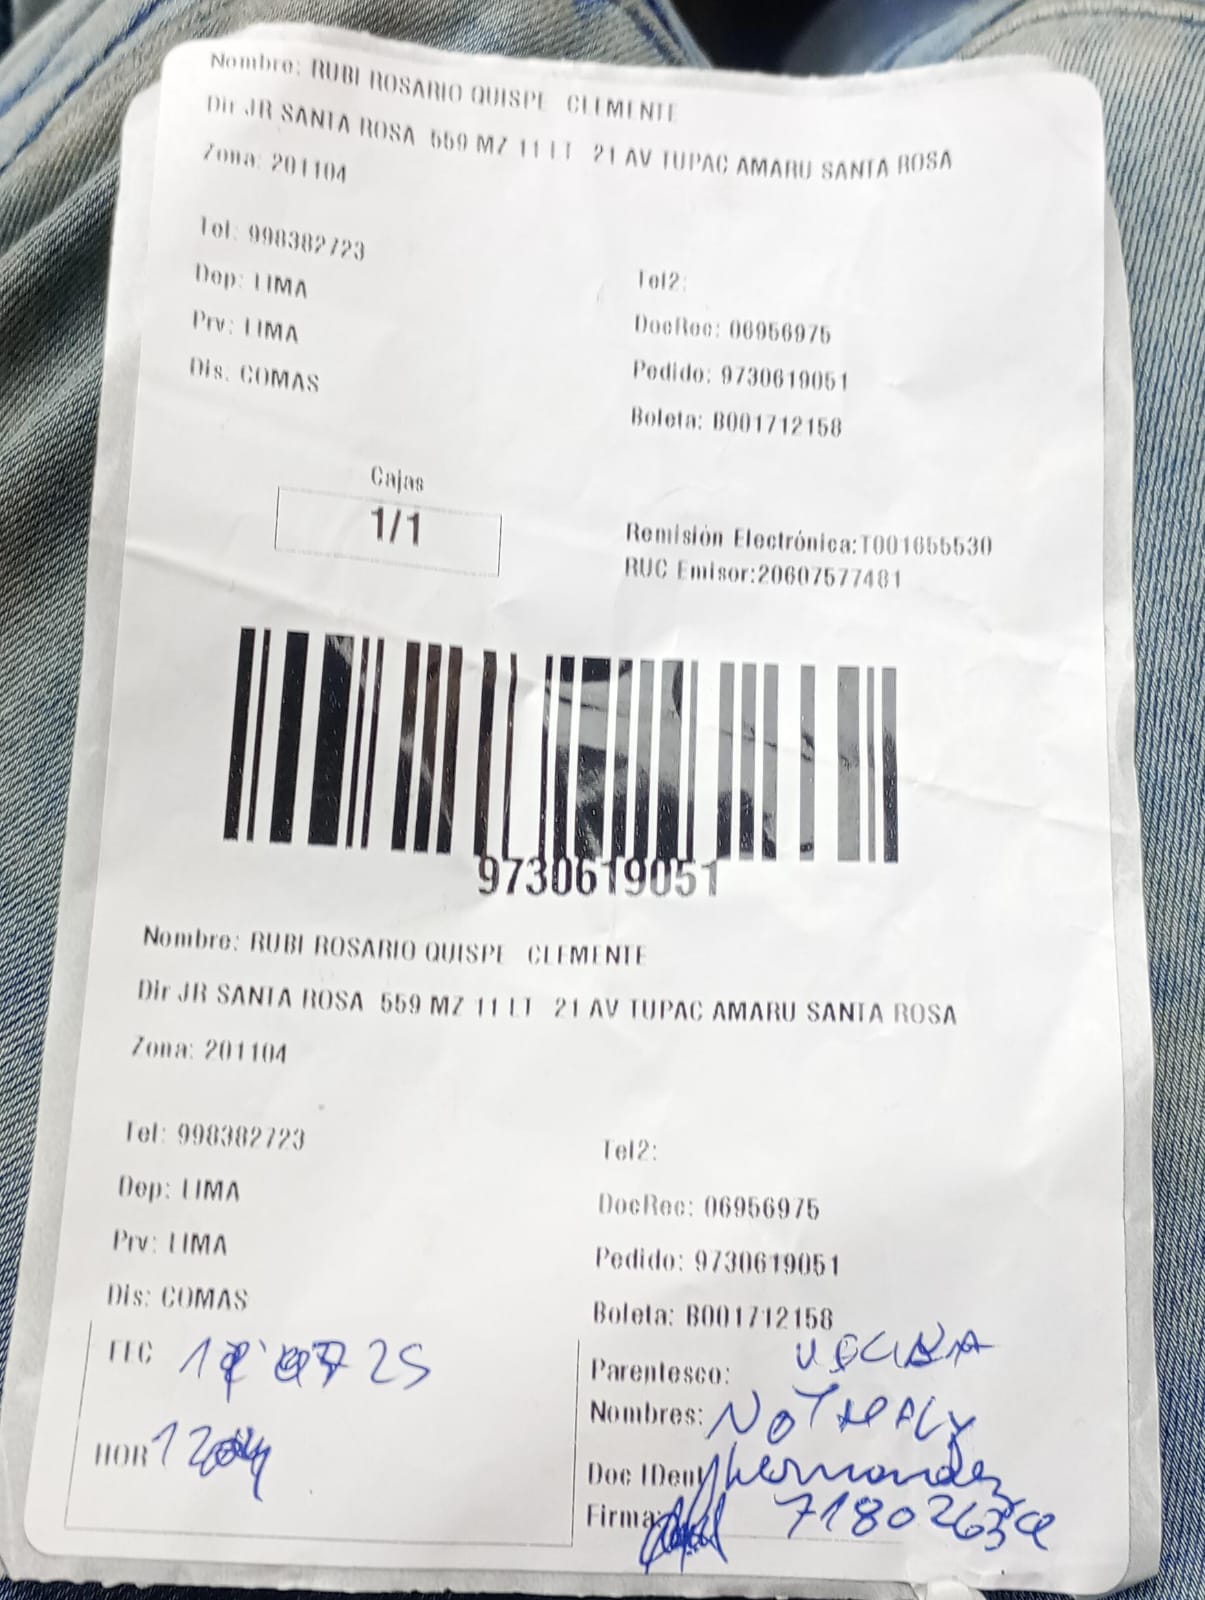 Nombre: RUBI ROSARIO QUISPE CLEMENTE
Dir JR SANTA ROSA 559 MZ 11 LT 21 AV TUPAC AMARU SANTA ROSA
Zona: 201104
Tel: 998382723
Tel2:
Dep: LIMA
DocRec: 06956975
Prv: LIMA
Pedido: 9730619051
Dis: COMAS
Boleta: B001712158
Cajas
1/1
Remisión Electrónica:T001655530
RUC Emisor:20607577481
9730619051
Nombre: RUBI ROSARIO QUISPE CLEMENTE
Dir JR SANTA ROSA 559 MZ 11 LT 21 AV TUPAC AMARU SANTA ROSA
Zona: 201104
Tel: 998382723
Tel2:
Dep: LIMA
DocRec: 06956975
Prv: LIMA
Pedido: 9730619051
Dis: COMAS
Boleta: B001712158
FEC 25
Parentesco: VECINA
Nombres: NOTHALY
HOR
Doc IDent hernandez
Firma: